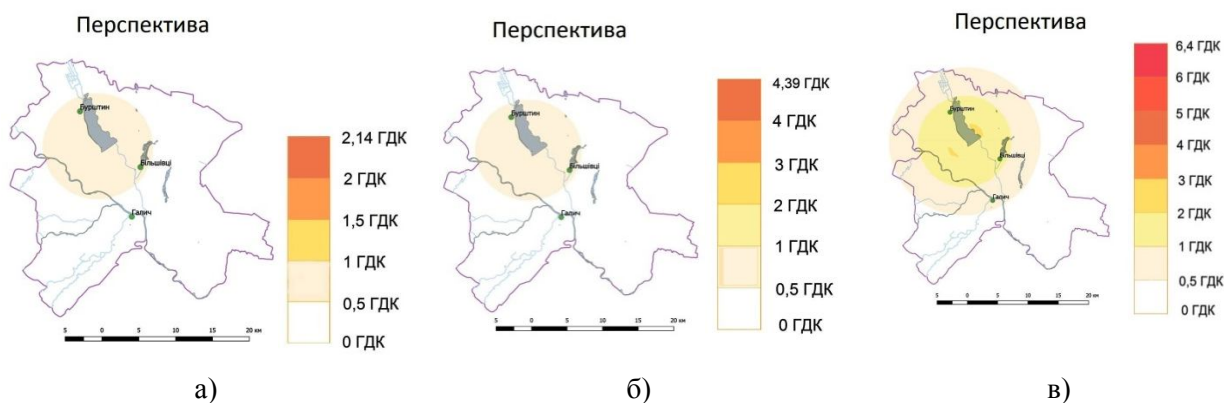 Перспектива
Бурштин
Більшівці
Галич
2,14 ГДК
2 ГДК
1,5 ГДК
1 ГДК
0,5 ГДК
0 ГДК
5 0 5 10 15 20 км
а)
Перспектива
Бурштин
Більшівці
Галич
4,39 ГДК
4 ГДК
3 ГДК
2 ГДК
1 ГДК
0,5 ГДК
0 ГДК
5 0 5 10 15 20 км
б)
Перспектива
Бурштин
Більшівці
Галич
6,4 ГДК
6 ГДК
5 ГДК
4 ГДК
3 ГДК
2 ГДК
1 ГДК
0,5 ГДК
0 ГДК
5 0 5 10 15 20 км
в)